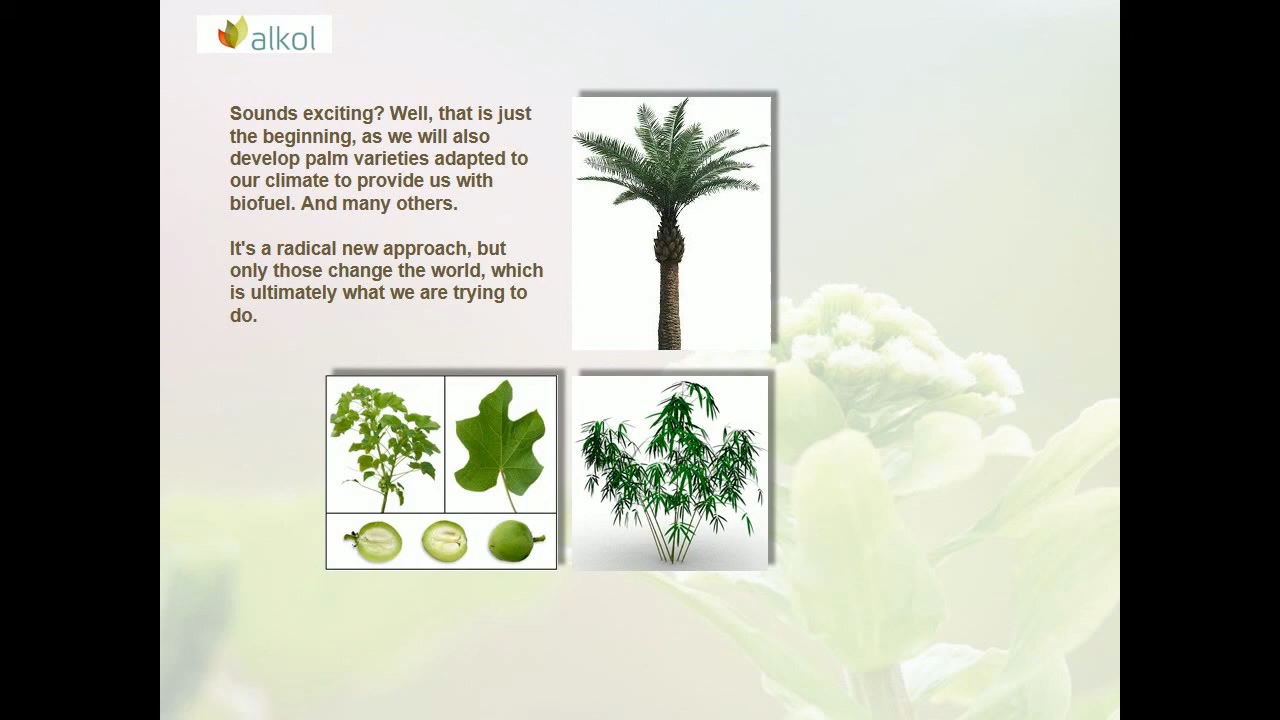 alkol
Sounds exciting? Well, that is just
the beginning, as we will also
develop palm varieties adapted to
our climate to provide us with
biofuel. And many others.
It's a radical new approach, but
only those change the world, which
is ultimately what we are trying to
do.